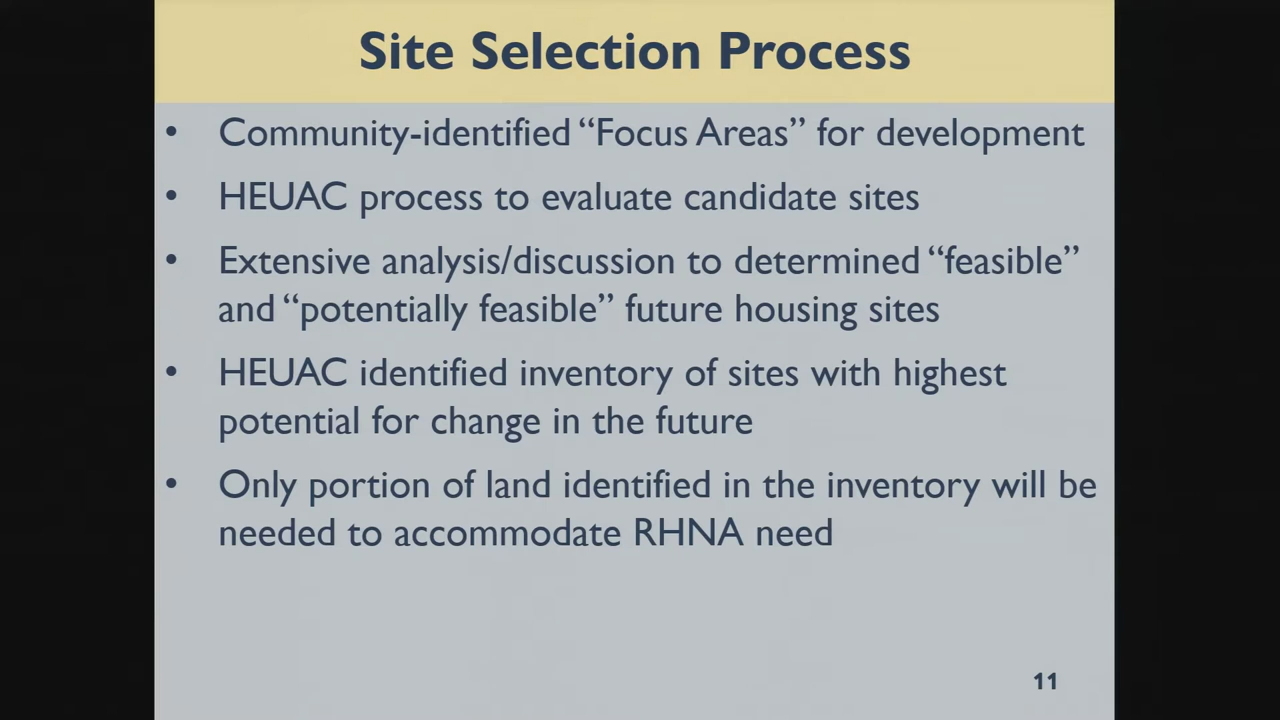 Site Selection Process
• Community-identified “Focus Areas” for development
• HEUAC process to evaluate candidate sites
• Extensive analysis/discussion to determined “feasible”
and “potentially feasible” future housing sites
• HEUAC identified inventory of sites with highest
potential for change in the future
• Only portion of land identified in the inventory will be
needed to accommodate RHNA need
11